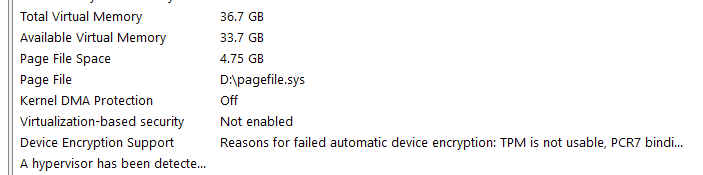 Total Virtual Memory 36.7 GB
Available Virtual Memory 33.7 GB
Page File Space 4.75 GB
Page File D:\pagefile.sys
Kernel DMA Protection Off
Virtualization-based security Not enabled
Device Encryption Support Reasons for failed automatic device encryption: TPM is not usable, PCR7 bindi...
A hypervisor has been detecte...